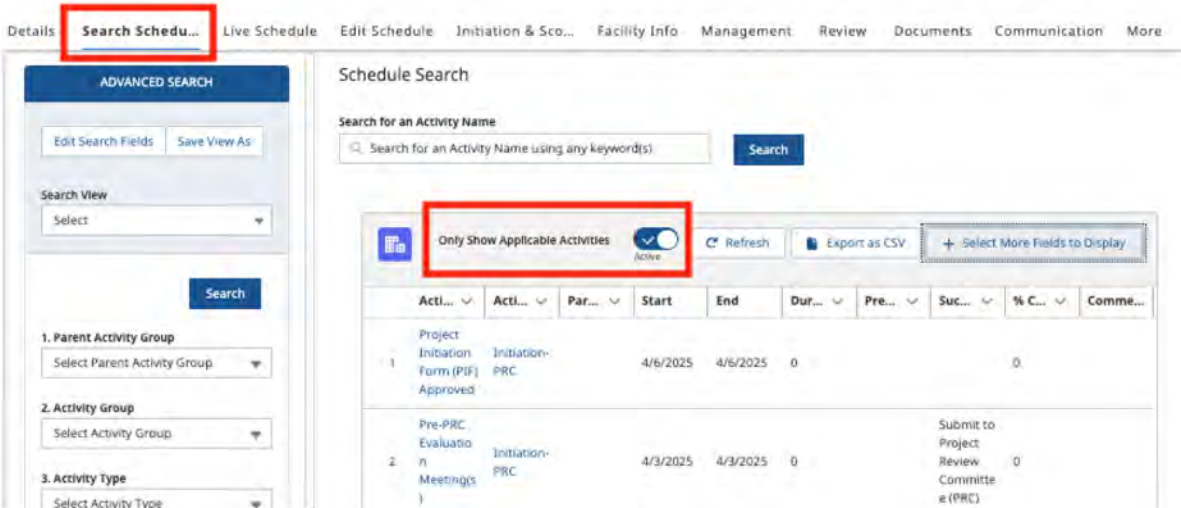 Details Search Schedu... Live Schedule Edit Schedule Initiation & Sco... Facility Info Management Review Documents Communication More
ADVANCED SEARCH
Edit Search Fields Save View As
Search View
Select
Search
1. Parent Activity Group
Select Parent Activity Group
2. Activity Group
Select Activity Group
3. Activity Type
Select Activity Type
Schedule Search
Search for an Activity Name
Search for an Activity Name using any keyword(s)
Search
Only Show Applicable Activities
Active
Refresh
Export as CSV
+ Select More Fields to Display
Acti... Acti... Par... Start End Dur... Pre... Suc... % C... Comme...
1
Project
Initiation
Form (PIF)
Approved
Initiation-
PRC
4/6/2025 4/6/2025 0 0
2
Pre-PRC
Evaluatio
n
Meeting(s
)
Initiation-
PRC
4/3/2025 4/3/2025 0
Submit to
Project
Review
Committe
e (PRC)
0